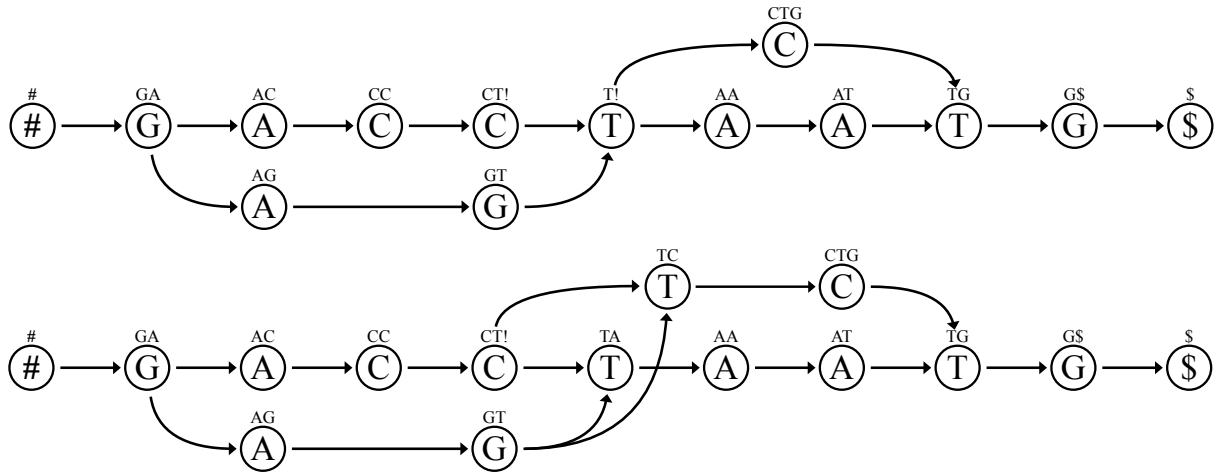 CTG
C
# GA AC CC CT! T! AA AT TG G$ $
# G A C C T A A T G $
AG GT
A G
TC CTG
T C
# GA AC CC CT! TA AA AT TG G$ $
# G A C C T A A T G $
AG GT
A G